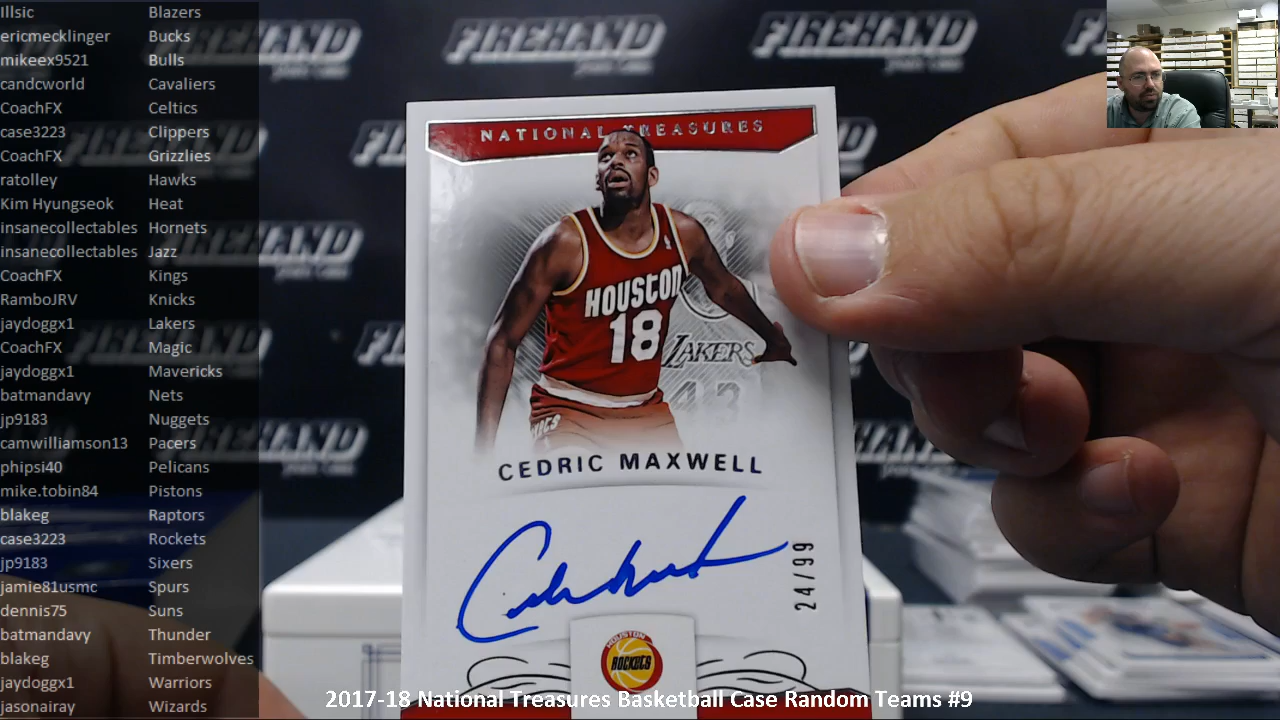 Illsic Blazers
ericmecklinger Bucks
mikeex9521 Bulls
candcworld Cavaliers
CoachFX Celtics
case3223 Clippers
CoachFX Grizzlies
ratolley Hawks
Kim Hyungseok Heat
insanecollectables Hornets
insanecollectables Jazz
CoachFX Kings
RamboJRV Knicks
jaydoggx1 Lakers
CoachFX Magic
jaydoggx1 Mavericks
batmandavy Nets
jp9183 Nuggets
camwilliamson13 Pacers
phipsi40 Pelicans
mike.tobin84 Pistons
blakeg Raptors
case3223 Rockets
jp9183 Sixers
jamie81usmc Spurs
dennis75 Suns
batmandavy Thunder
blakeg Timberwolves
jaydoggx1 Warriors
jasonairay Wizards
FIREHAND
FIREHAND
NATIONAL TREASURES
HOUSTON
18
LAKERS
43
CEDRIC MAXWELL
24/99
HOUSTON
ROCKETS
2017-18 National Treasures Basketball Case Random Teams #9